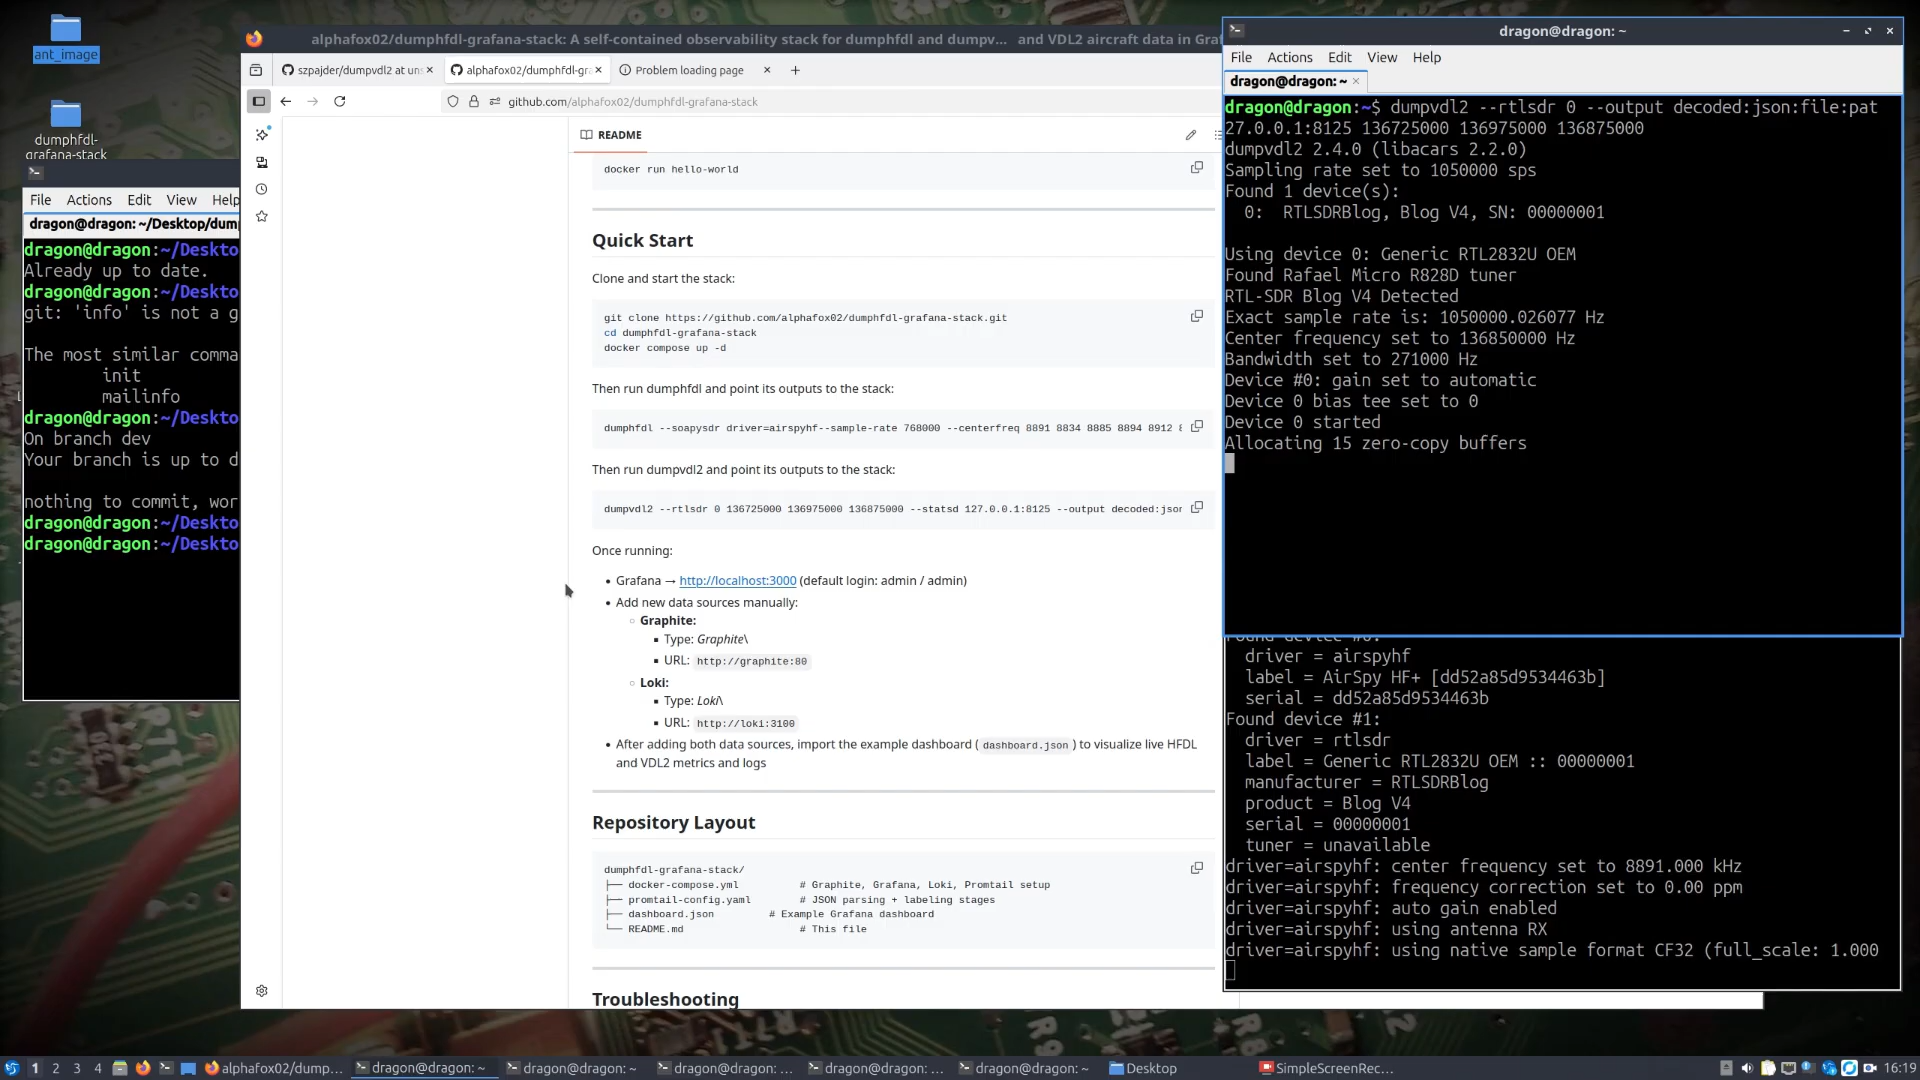 ant_image
dumphfdl-
grafana-stack
alphafox02/dumphfdl-grafana-stack: A self-contained observability stack for dumphfdl and dumpv... and VDL2 aircraft data in Gra
szpajder/dumpvdl2 at un
alphafox02/dumphfdl-gr
Problem loading page
github.com/alphafox02/dumphfdl-grafana-stack
README
docker run hello-world
Quick Start
Clone and start the stack:
git clone https://github.com/alphafox02/dumphfdl-grafana-stack.git
cd dumphfdl-grafana-stack
docker compose up -d
Then run dumphfdl and point its outputs to the stack:
dumphfdl --soapysdr driver=airspyhf--sample-rate 768000 --centerfreq 8891 8834 8885 8894 8912
Then run dumpvdl2 and point its outputs to the stack:
dumpvdl2 --rtlsdr 0 136725000 136975000 136875000 --statsd 127.0.0.1:8125 --output decoded:json
Once running:
• Grafana → http://localhost:3000 (default login: admin / admin)
• Add new data sources manually:
Graphite:
Type: Graphite\
URL: http://graphite:80
Loki:
Type: Loki\
URL: http://loki:3100
• After adding both data sources, import the example dashboard ( dashboard.json ) to visualize live HFDL
and VDL2 metrics and logs
Repository Layout
dumphfdl-grafana-stack/
├── docker-compose.yml # Graphite, Grafana, Loki, Promtail setup
├── promtail-config.yaml # JSON parsing + labeling stages
├── dashboard.json # Example Grafana dashboard
└── README.md # This file
Troubleshooting
File Actions Edit View Help
dragon@dragon: ~/Desktop/dum
dragon@dragon:~/Deskto
Already up to date.
dragon@dragon:~/Deskto
git: 'info' is not a g
The most similar comma
init
mailinfo
dragon@dragon:~/Deskto
On branch dev
Your branch is up to d
nothing to commit, wor
dragon@dragon:~/Deskto
dragon@dragon:~/Deskto
dragon@dragon: ~
File Actions Edit View Help
dragon@dragon: ~
dragon@dragon:~$ dumpvdl2 --rtlsdr 0 --output decoded:json:file:pat
27.0.0.1:8125 136725000 136975000 136875000
dumpvdl2 2.4.0 (libacars 2.2.0)
Sampling rate set to 1050000 sps
Found 1 device(s):
0: RTLSDRBlog, Blog V4, SN: 00000001
Using device 0: Generic RTL2832U OEM
Found Rafael Micro R828D tuner
RTL-SDR Blog V4 Detected
Exact sample rate is: 1050000.026077 Hz
Center frequency set to 136850000 Hz
Bandwidth set to 271000 Hz
Device #0: gain set to automatic
Device 0 bias tee set to 0
Device 0 started
Allocating 15 zero-copy buffers
Found device #0:
driver = airspyhf
label = AirSpy HF+ [dd52a85d9534463b]
serial = dd52a85d9534463b
Found device #1:
driver = rtlsdr
label = Generic RTL2832U OEM :: 00000001
manufacturer = RTLSDRBlog
product = Blog V4
serial = 00000001
tuner = unavailable
driver=airspyhf: center frequency set to 8891.000 kHz
driver=airspyhf: frequency correction set to 0.00 ppm
driver=airspyhf: auto gain enabled
driver=airspyhf: using antenna RX
driver=airspyhf: using native sample format CF32 (full_scale: 1.000
1 2 3 4 alphafox02/dump... dragon@dragon: ~ dragon@dragon: ~ dragon@dragon: ... dragon@dragon: ... dragon@dragon: ~ Desktop SimpleScreenRec... 16:19